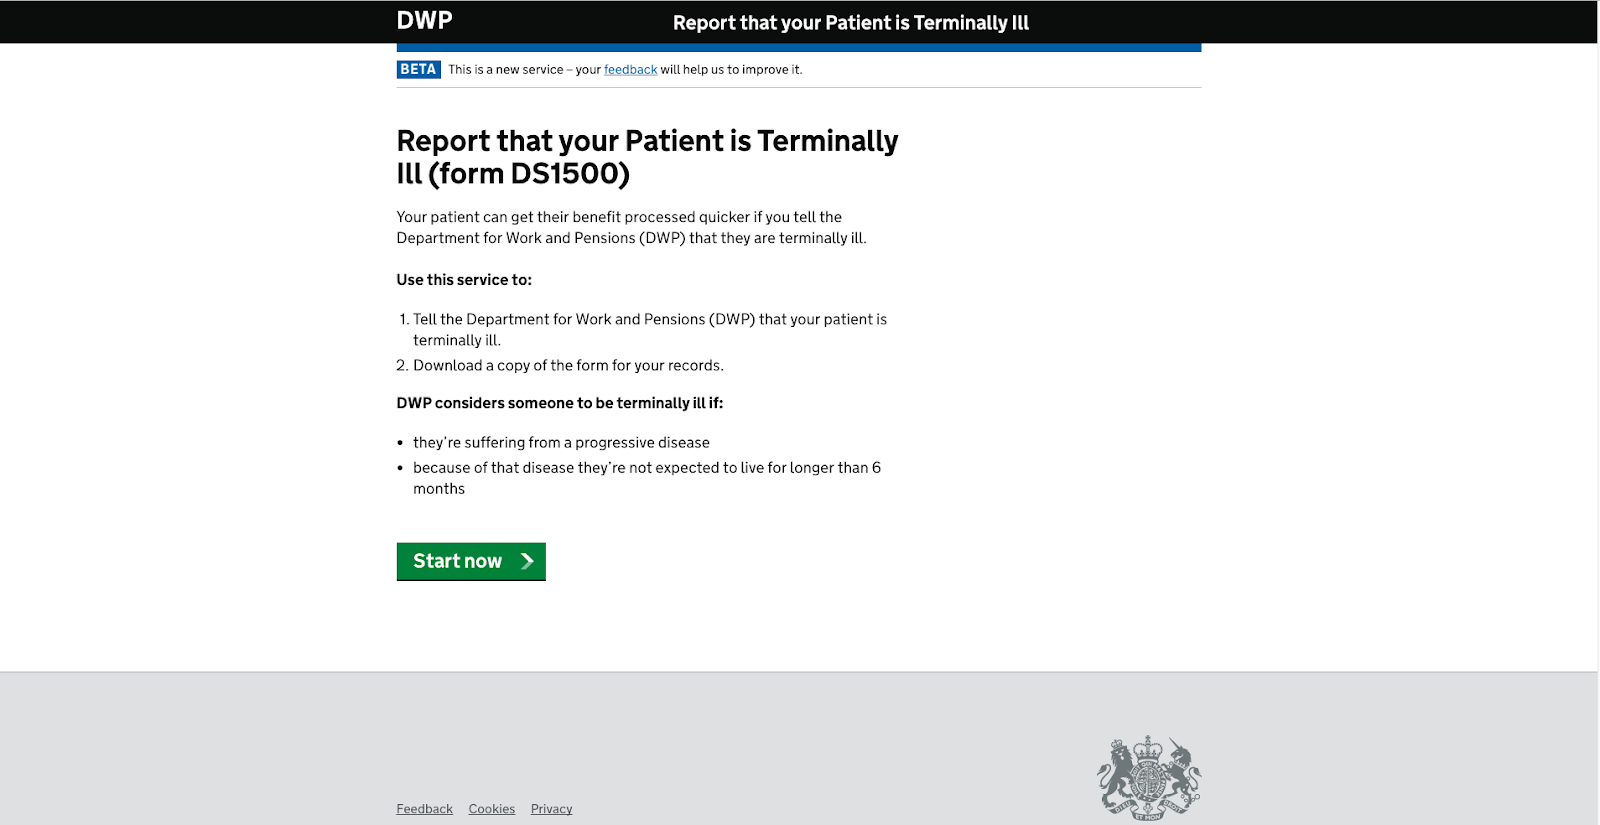 DWP
Report that your Patient is Terminally Ill
BETA This is a new service – your feedback will help us to improve it.
Report that your Patient is Terminally
Ill (form DS1500)
Your patient can get their benefit processed quicker if you tell the
Department for Work and Pensions (DWP) that they are terminally ill.
Use this service to:
1. Tell the Department for Work and Pensions (DWP) that your patient is
terminally ill.
2. Download a copy of the form for your records.
DWP considers someone to be terminally ill if:
• they're suffering from a progressive disease
• because of that disease they're not expected to live for longer than 6
months
Start now
Feedback Cookies Privacy
DIEU ET MON DROIT